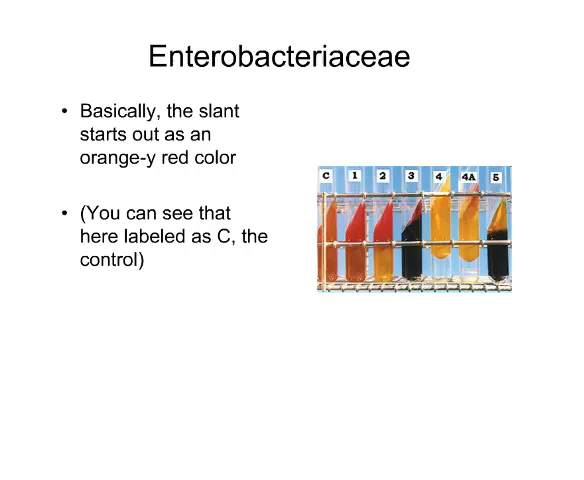 Enterobacteriaceae
• Basically, the slant
starts out as an
orange-y red color
• (You can see that
here labeled as C, the
control)
C 1 2 3 4 4A 5